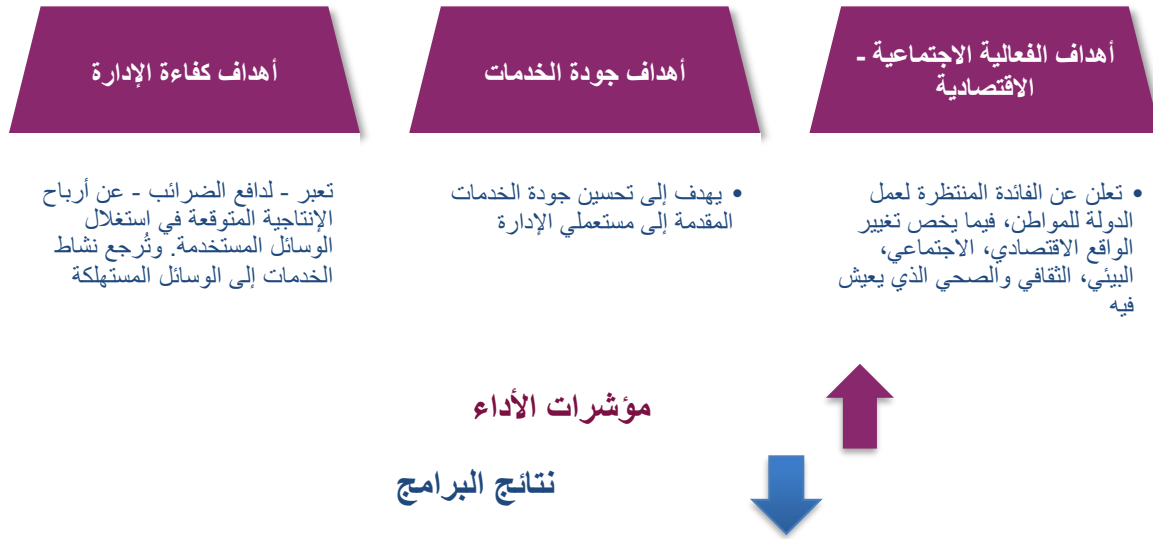 أهداف الفعالية الاجتماعية -
الاقتصادية
أهداف جودة الخدمات
أهداف كفاءة الإدارة
• تعلن عن الفائدة المنتظرة لعمل
الدولة للمواطن، فيما يخص تغيير
الواقع الاقتصادي، الاجتماعي،
البيئي، الثقافي والصحي الذي يعيش
فيه
• يهدف إلى تحسين جودة الخدمات
المقدمة إلى مستعملي الإدارة
تعبر - لدافع الضرائب - عن أرباح
الإنتاجية المتوقعة في استغلال
الوسائل المستخدمة. وتُرجع نشاط
الخدمات إلى الوسائل المستهلكة
مؤشرات الأداء
نتائج البرامج